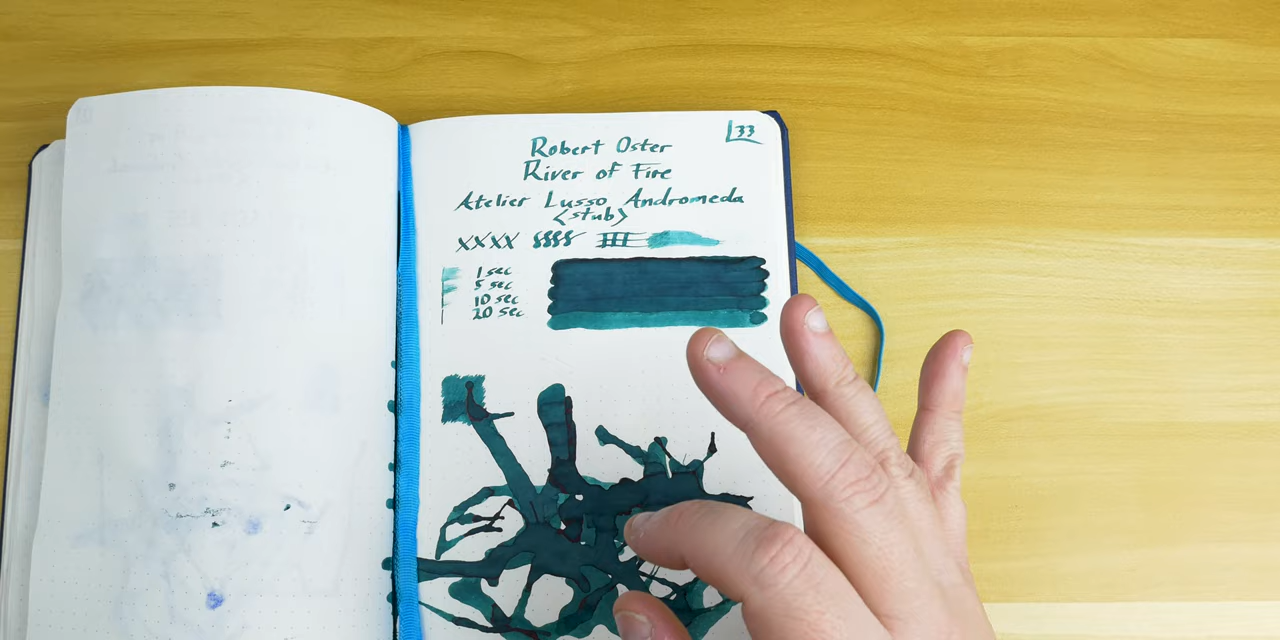 L33
Robert Oster
River of Fire
Atelier Lusso Andromeda
<stub>
XXXX
1 sec
5 sec
10 sec
20 sec